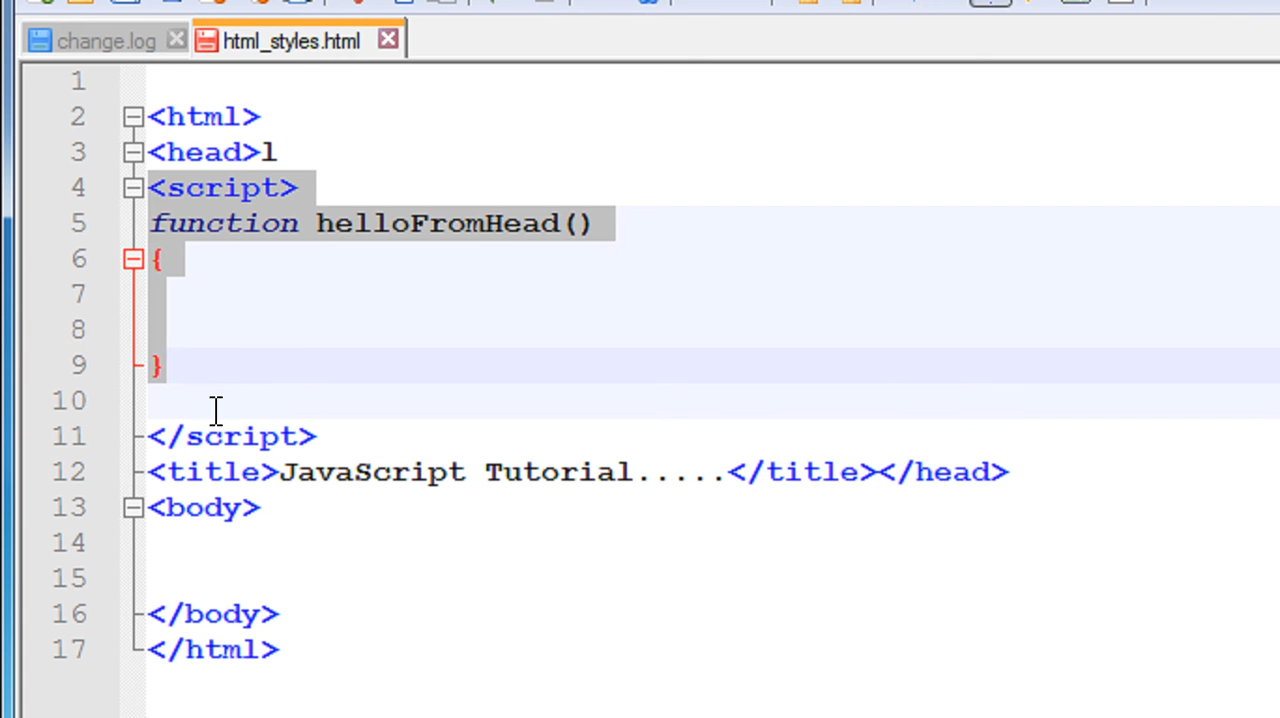 change.log html_styles.html
1
2 <html>
3 <head>l
4 <script>
5 function helloFromHead()
6 {
7
8
9 }
10
11 </script>
12 <title>JavaScript Tutorial.....</title></head>
13 <body>
14
15
16 </body>
17 </html>